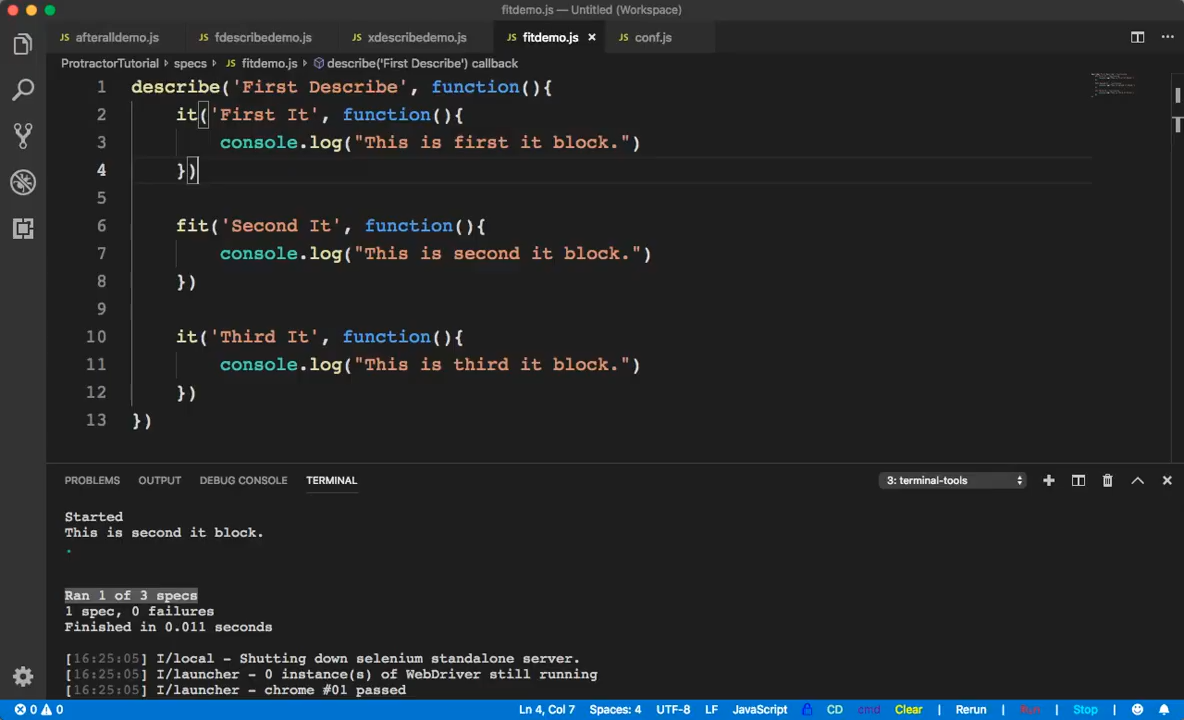 fitdemo.js — Untitled (Workspace)
JS afteralldemo.js JS fdescribedemo.js JS xdescribedemo.js JS fitdemo.js × JS conf.js
ProtractorTutorial › specs › JS fitdemo.js › describe('First Describe') callback
1 describe('First Describe', function(){
2 it('First It', function(){
3 console.log("This is first it block.")
4 })
5
6 fit('Second It', function(){
7 console.log("This is second it block.")
8 })
9
10 it('Third It', function(){
11 console.log("This is third it block.")
12 })
13 })
PROBLEMS OUTPUT DEBUG CONSOLE TERMINAL 3: terminal-tools
Started
This is second it block.
.
Ran 1 of 3 specs
1 spec, 0 failures
Finished in 0.011 seconds
[16:25:05] I/local - Shutting down selenium standalone server.
[16:25:05] I/launcher - 0 instance(s) of WebDriver still running
[16:25:05] I/launcher - chrome #01 passed
0 0 Ln 4, Col 7 Spaces: 4 UTF-8 LF JavaScript CD cmd Clear | Rerun | Run | Stop |